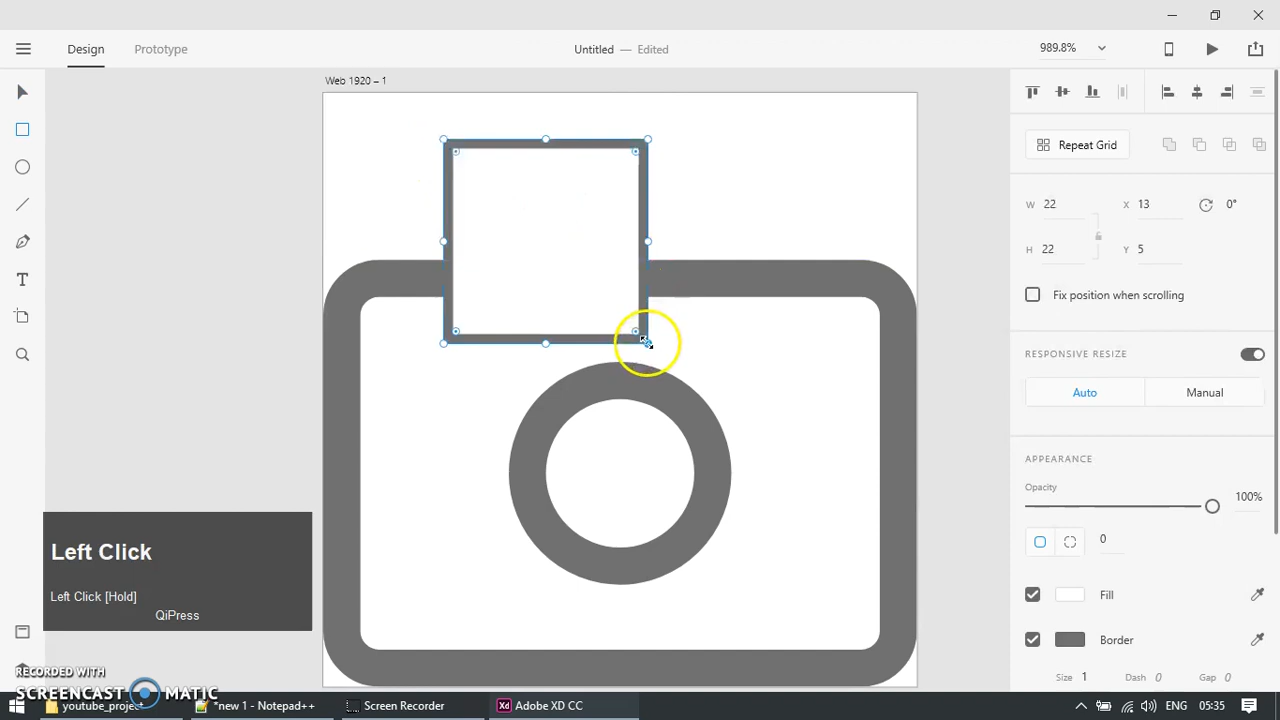 Design
Prototype
Untitled — Edited
989.8%
Web 1920 – 1
Repeat Grid
W 22 X 13 0°
H 22 Y 5
Fix position when scrolling
RESPONSIVE RESIZE
Auto Manual
APPEARANCE
Opacity
100%
0
Fill
Border
Size 1 Dash 0 Gap 0
Left Click
Left Click [Hold]
QiPress
RECORDED WITH
SCREENCAST MATIC
youtube_project
*new 1 - Notepad++
Screen Recorder
Xd Adobe XD CC
ENG 05:35